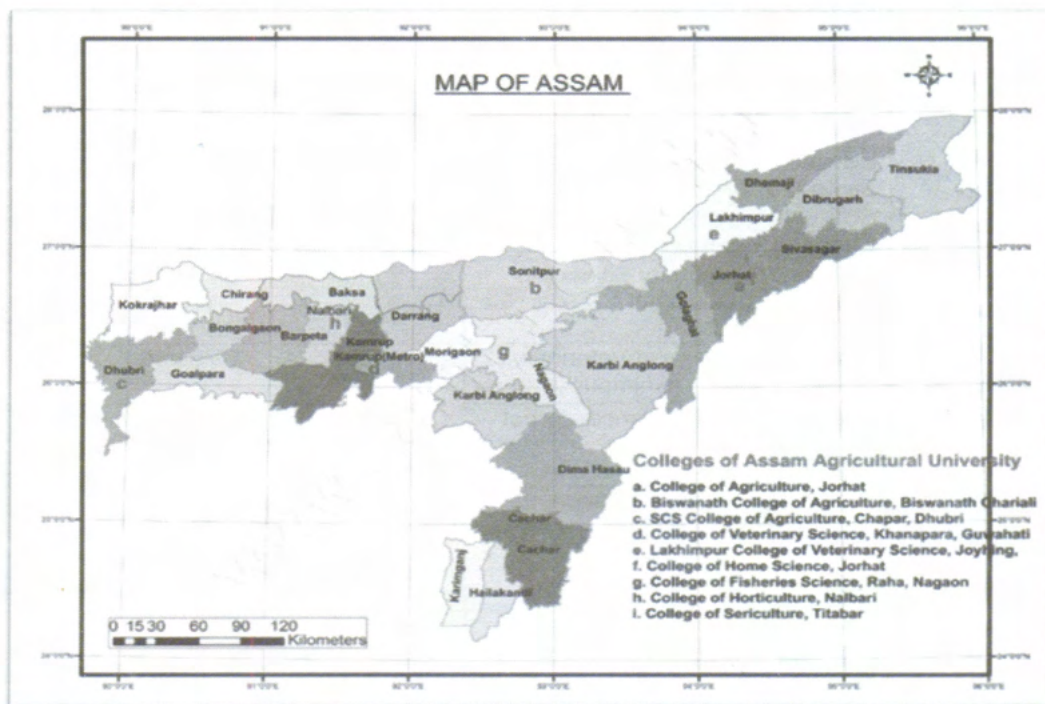 MAP OF ASSAM
Tinsukia
Dhemaji
Dibrugarh
Lakhimpur
e
Sivasagar
Sonitpur
b
Jorhat
Chirang
Baksa
Kokrajhar
Nalbari
h
Golaghat
Darrang
Bongaigaon
Barpeta
Kamrup
Morigaon
g
Kamrup(Metro)
d
Dhubri
c
Goalpara
Karbi Anglong
Nagaon
Karbi Anglong
Dima Hasau
Cachar
Cachar
Karimganj
Hailakandi
Colleges of Assam Agricultural University
a. College of Agriculture, Jorhat
b. Biswanath College of Agriculture, Biswanath Chariali
c. SCS College of Agriculture, Chapar, Dhubri
d. College of Veterinary Science, Khanapara, Guwahati
e. Lakhimpur College of Veterinary Science, Joyhing,
f. College of Home Science, Jorhat
g. College of Fisheries Science, Raha, Nagaon
h. College of Horticulture, Nalbari
i. College of Sericulture, Titabar
0 15 30 60 90 120
Kilometers